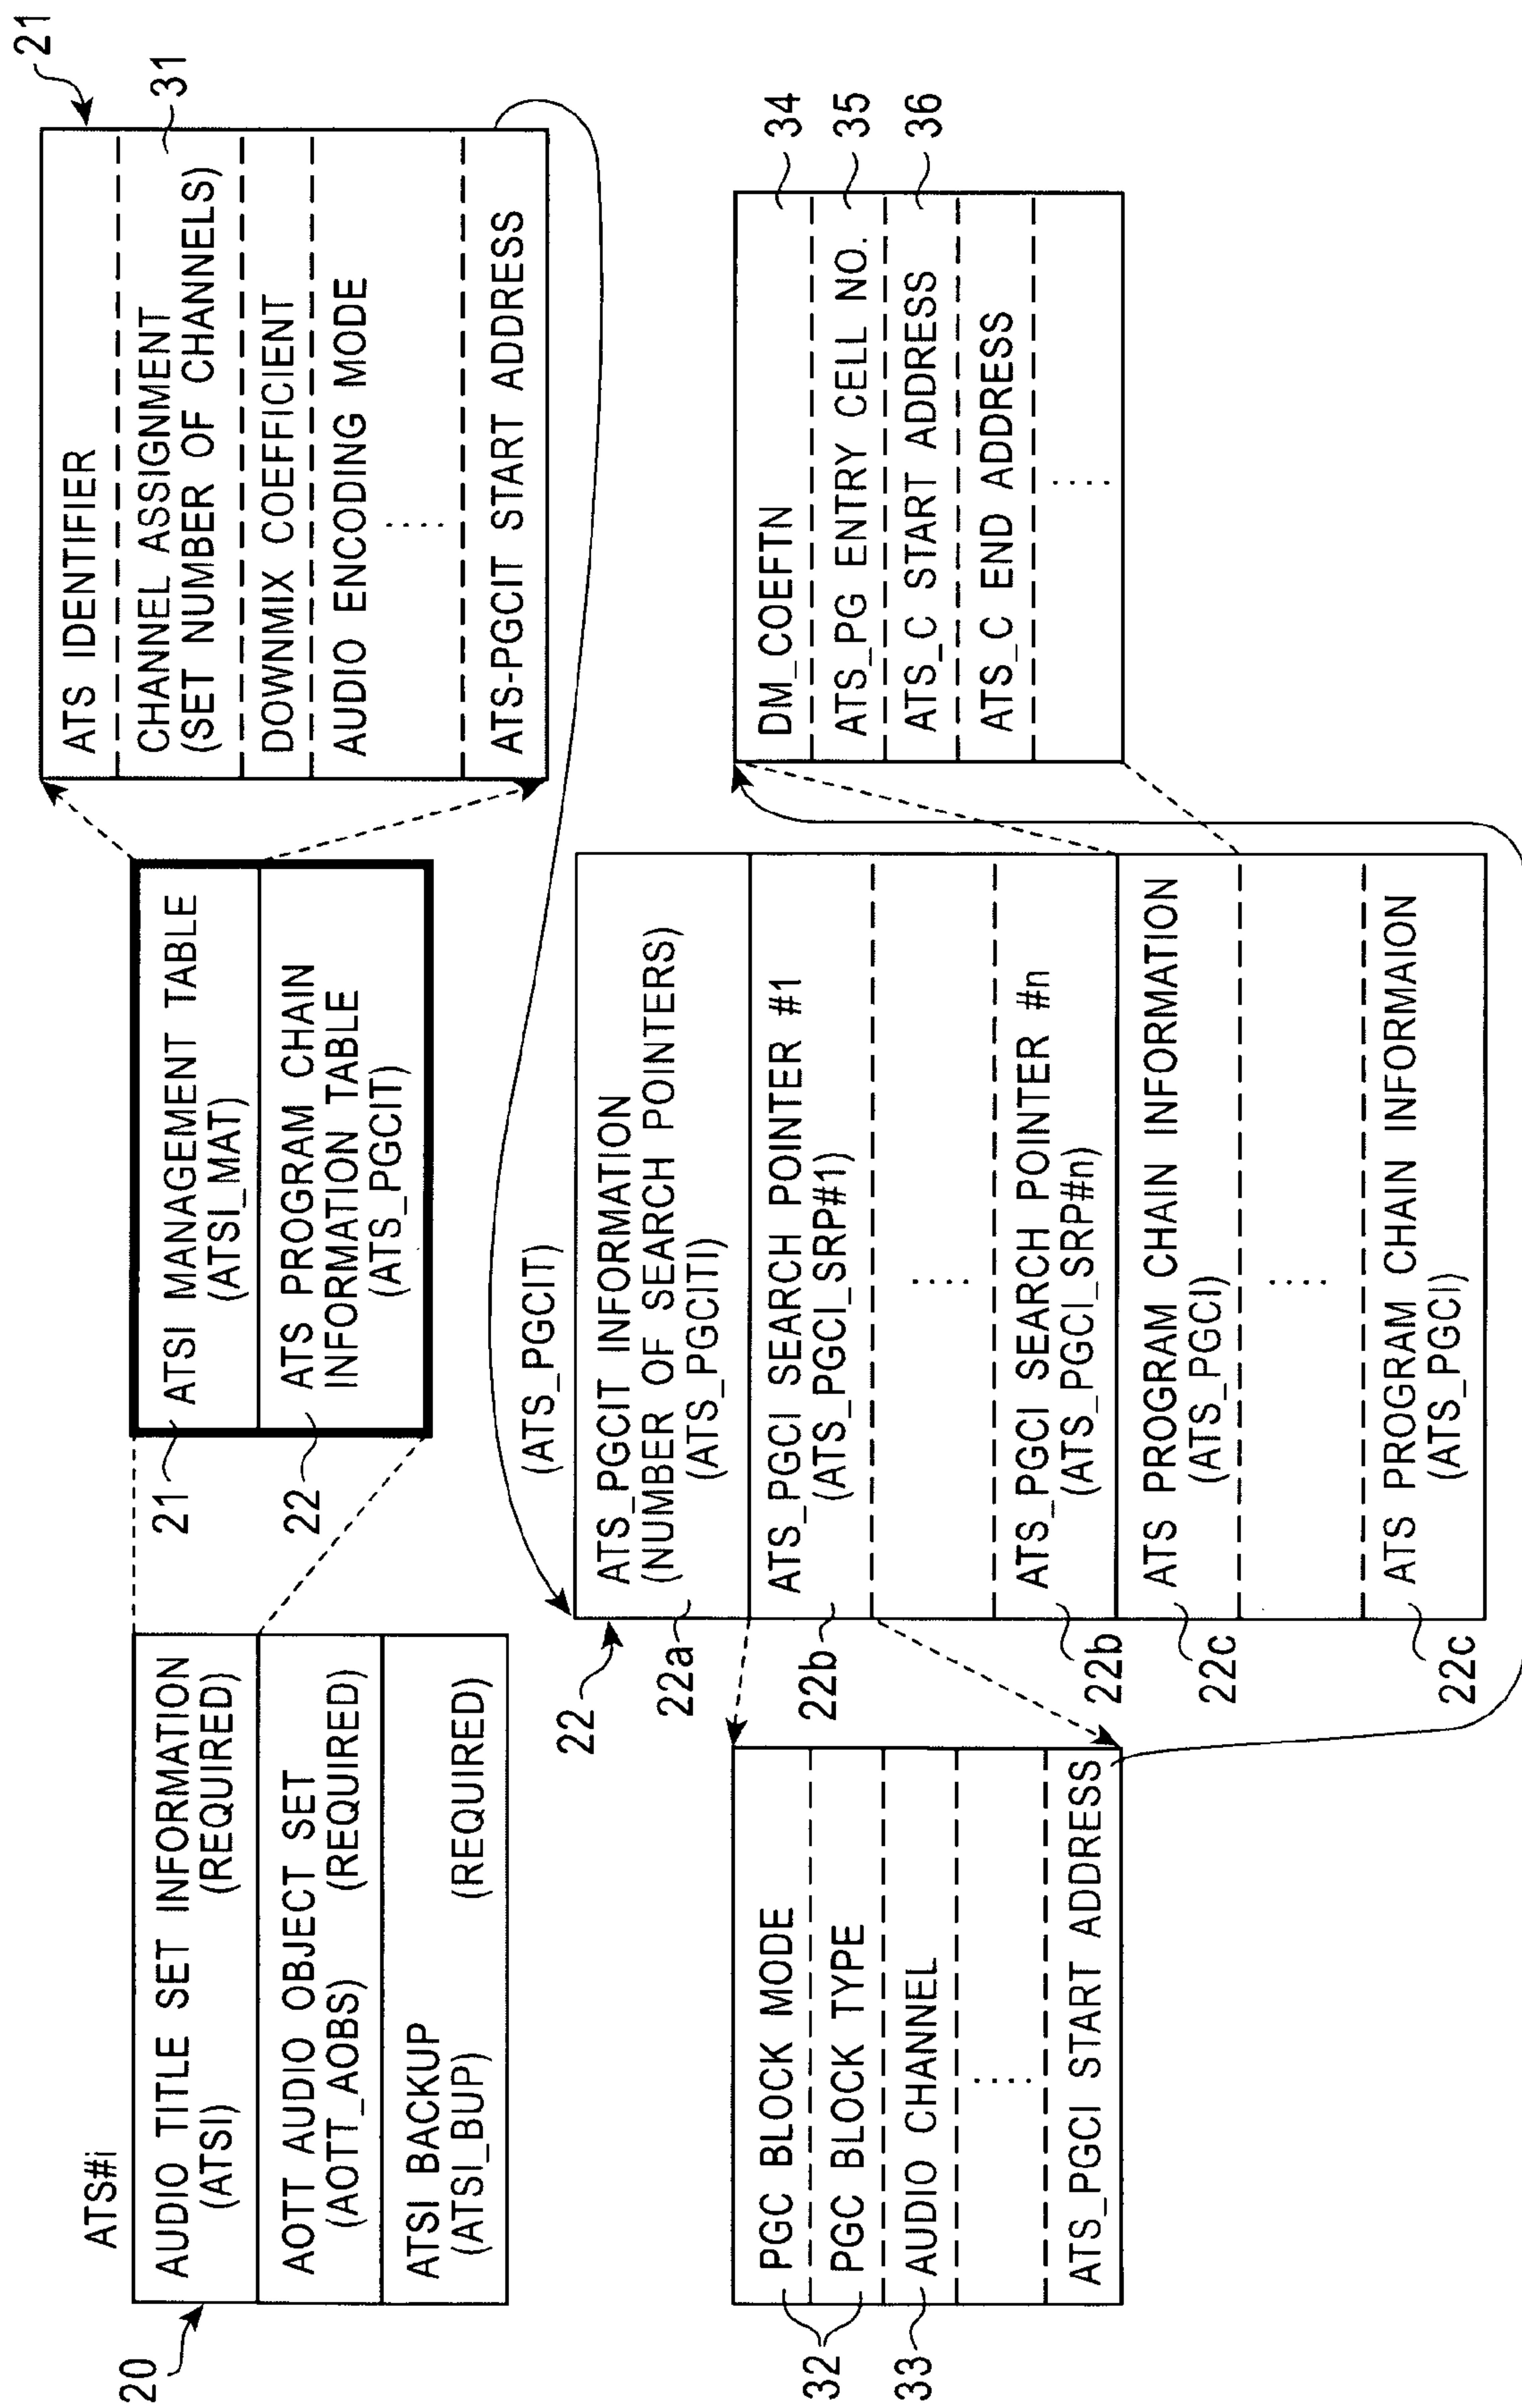 ATS#i
20
AUDIO TITLE SET INFORMATION
(ATSI) (REQUIRED)
AOTT AUDIO OBJECT SET
(AOTT_AOBS) (REQUIRED)
ATSI BACKUP
(ATSI_BUP) (REQUIRED)
21
ATSI MANAGEMENT TABLE
(ATSI_MAT)
22
ATS PROGRAM CHAIN
INFORMATION TABLE
(ATS_PGCIT)
21
ATS IDENTIFIER
CHANNEL ASSIGNMENT
(SET NUMBER OF CHANNELS)
31
DOWNMIX COEFFICIENT
AUDIO ENCODING MODE
.....
ATS-PGCIT START ADDRESS
32
PGC BLOCK MODE
PGC BLOCK TYPE
33
AUDIO CHANNEL
.....
ATS_PGCI START ADDRESS
(ATS_PGCIT)
22
22a
ATS_PGCIT INFORMATION
(NUMBER OF SEARCH POINTERS)
(ATS_PGCITI)
22b
ATS_PGCI SEARCH POINTER #1
(ATS_PGCI_SRP#1)
.....
22b
ATS_PGCI SEARCH POINTER #n
(ATS_PGCI_SRP#n)
22c
ATS PROGRAM CHAIN INFORMATION
(ATS_PGCI)
.....
22c
ATS PROGRAM CHAIN INFORMAION
(ATS_PGCI)
DM_COEFTN
34
ATS_PG ENTRY CELL NO.
35
ATS_C START ADDRESS
36
ATS_C END ADDRESS
.....